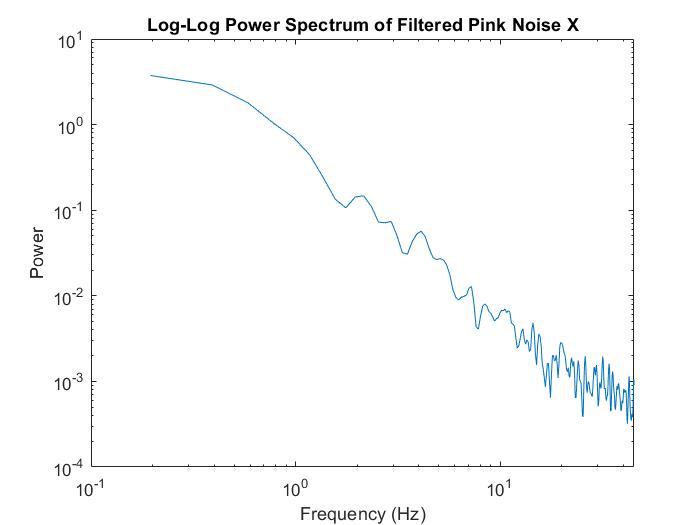 Log-Log Power Spectrum of Filtered Pink Noise X
10^1
10^0
10^-1
10^-2
10^-3
10^-4
Power
10^-1 10^0 10^1
Frequency (Hz)